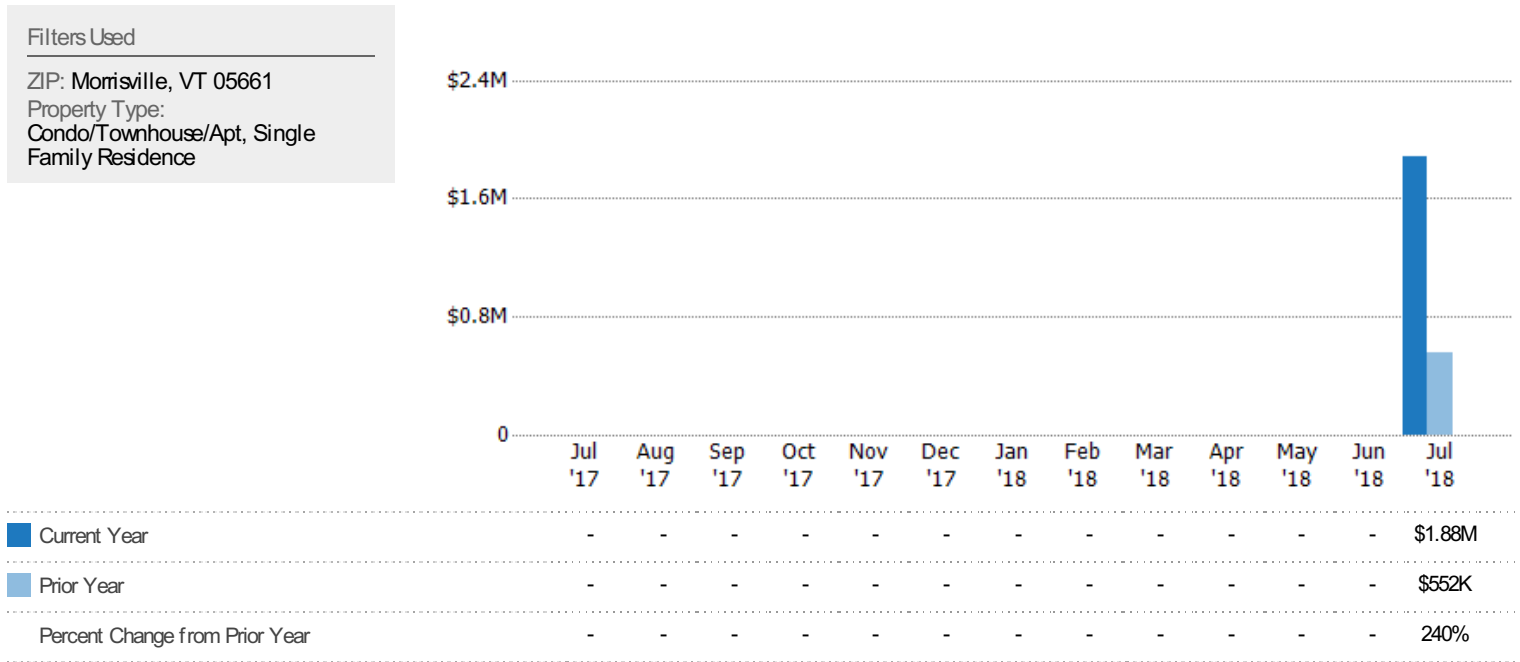 Filters Used
ZIP: Morrisville, VT 05661
Property Type:
Condo/Townhouse/Apt, Single
Family Residence
$2.4M
$1.6M
$0.8M
0
Jul Aug Sep Oct Nov Dec Jan Feb Mar Apr May Jun Jul
'17 '17 '17 '17 '17 '17 '18 '18 '18 '18 '18 '18 '18
Current Year - - - - - - - - - - - - $1.88M
Prior Year - - - - - - - - - - - - $552K
Percent Change from Prior Year - - - - - - - - - - - - 240%